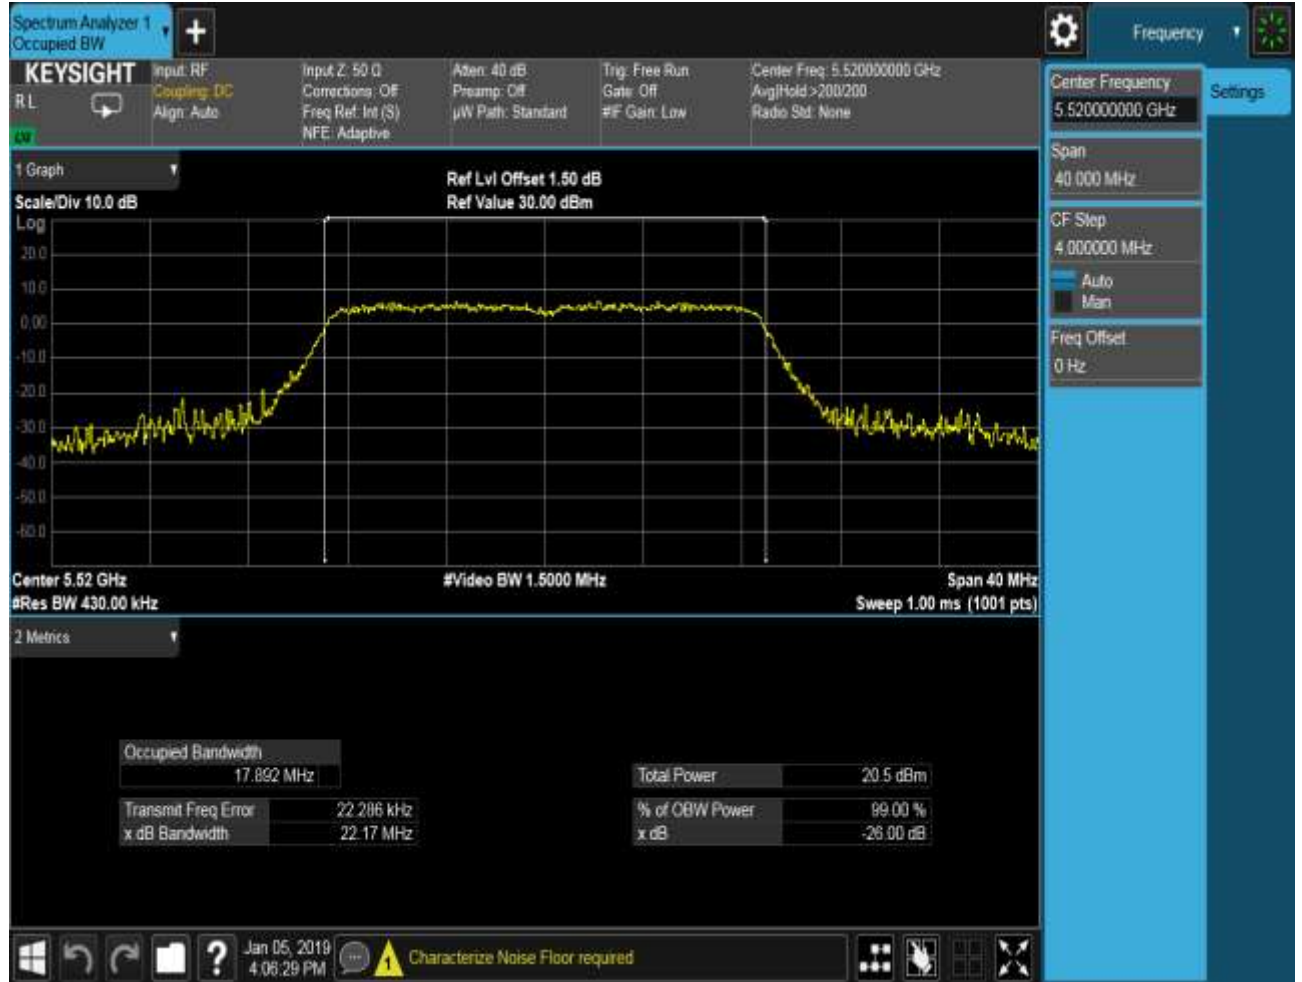 Spectrum Analyzer 1
Occupied BW
+
Frequency
KEYSIGHT
RL
Input: RF
Coupling: DC
Align: Auto
Input Z: 50 Ω
Corrections: Off
Freq Ref: Int (S)
NFE: Adaptive
Atten: 40 dB
Preamp: Off
µW Path: Standard
Trig: Free Run
Gate: Off
#IF Gain: Low
Center Freq: 5.520000000 GHz
Avg|Hold:>200/200
Radio Std: None
Center Frequency
5.520000000 GHz
Settings
Span
40.000 MHz
CF Step
4.000000 MHz
Auto
Man
Freq Offset
0 Hz
1 Graph
Scale/Div 10.0 dB
Ref Lvl Offset 1.50 dB
Ref Value 30.00 dBm
Log
20.0
10.0
0.00
-10.0
-20.0
-30.0
-40.0
-50.0
-60.0
Center 5.52 GHz
#Video BW 1.5000 MHz
Span 40 MHz
#Res BW 430.00 kHz
Sweep 1.00 ms (1001 pts)
2 Metrics
Occupied Bandwidth
17.892 MHz
Total Power 20.5 dBm
Transmit Freq Error 22.286 kHz
% of OBW Power 99.00 %
x dB Bandwidth 22.17 MHz
x dB -26.00 dB
?
Jan 05, 2019
4:06:29 PM
1
Characterize Noise Floor required